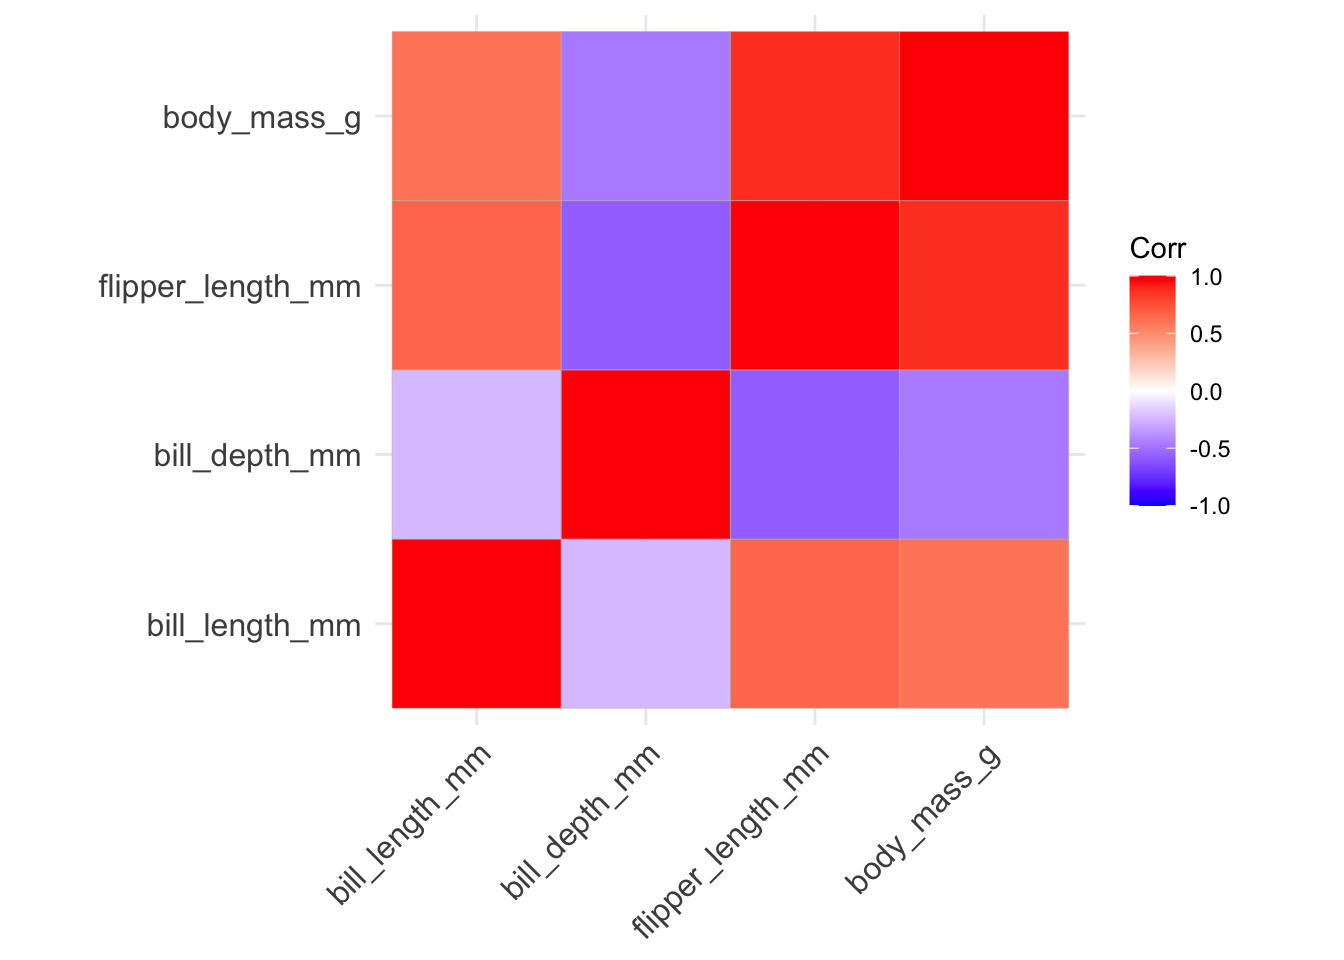 body_mass_g
flipper_length_mm
bill_depth_mm
bill_length_mm
bill_length_mm
bill_depth_mm
flipper_length_mm
body_mass_g
Corr
1.0
0.5
0.0
-0.5
-1.0